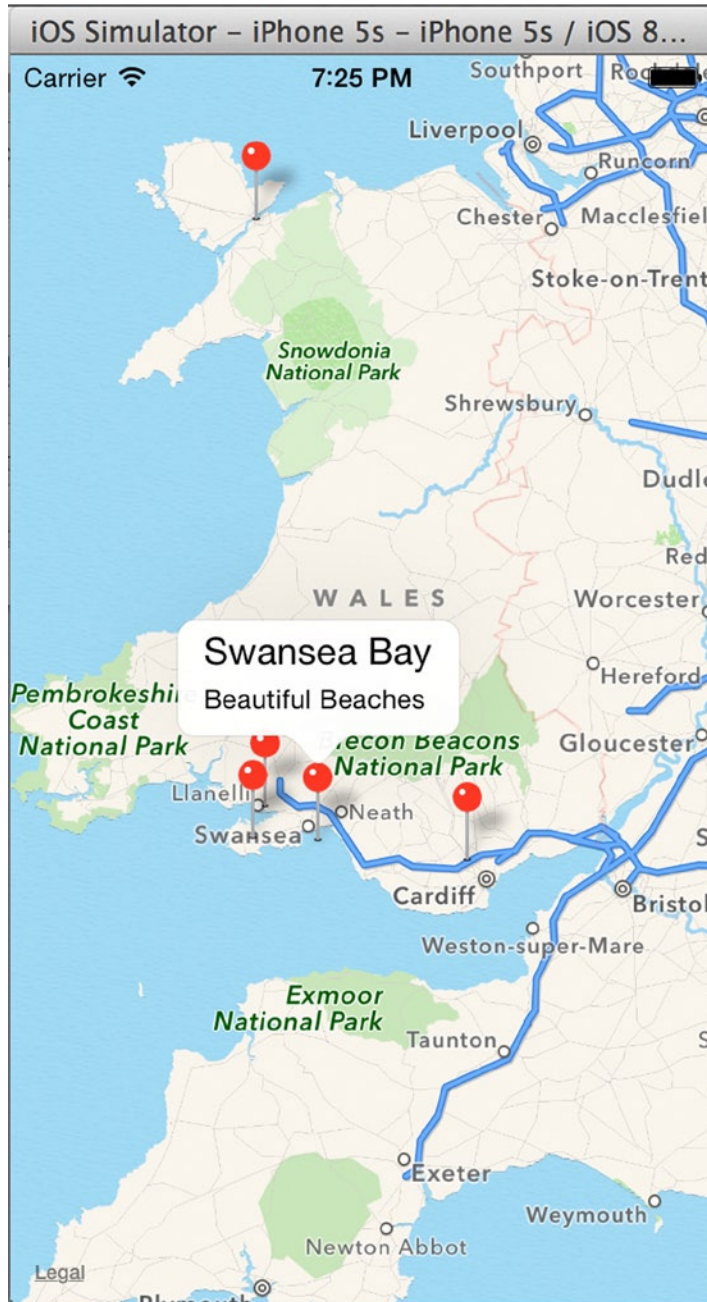 iOS Simulator – iPhone 5s – iPhone 5s / iOS 8...
Carrier
7:25 PM
Southport
Liverpool
Runcorn
Chester
Macclesfiel
Stoke-on-Trent
Snowdonia
National Park
Shrewsbury
Dudle
Red
WALES
Worcester
Swansea Bay
Beautiful Beaches
Hereford
Pembrokeshi
Coast
National Park
Brecon Beacons
National Park
Gloucester
Llanelli
Neath
Swansea
S
Cardiff
Bristol
Weston-super-Mare
Exmoor
National Park
Taunton
S
Exeter
Weymouth
Newton Abbot
Legal
Plymouth